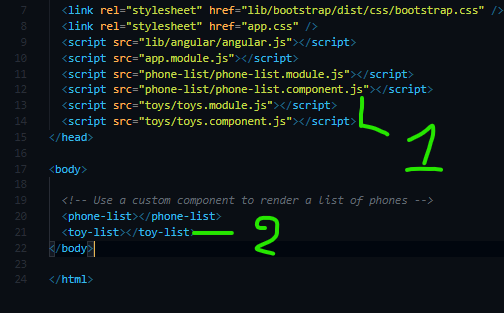 7 <link rel="stylesheet" href="lib/bootstrap/dist/css/bootstrap.css" />
8 <link rel="stylesheet" href="app.css" />
9 <script src="lib/angular/angular.js"></script>
10 <script src="app.module.js"></script>
11 <script src="phone-list/phone-list.module.js"></script>
12 <script src="phone-list/phone-list.component.js"></script>
13 <script src="toys/toys.module.js"></script>
14 <script src="toys/toys.component.js"></script>
15 </head>
1
16
17 <body>
18
19 <!-- Use a custom component to render a list of phones -->
20 <phone-list></phone-list>
21 <toy-list></toy-list>
2
22 </body>
23
24 </html>